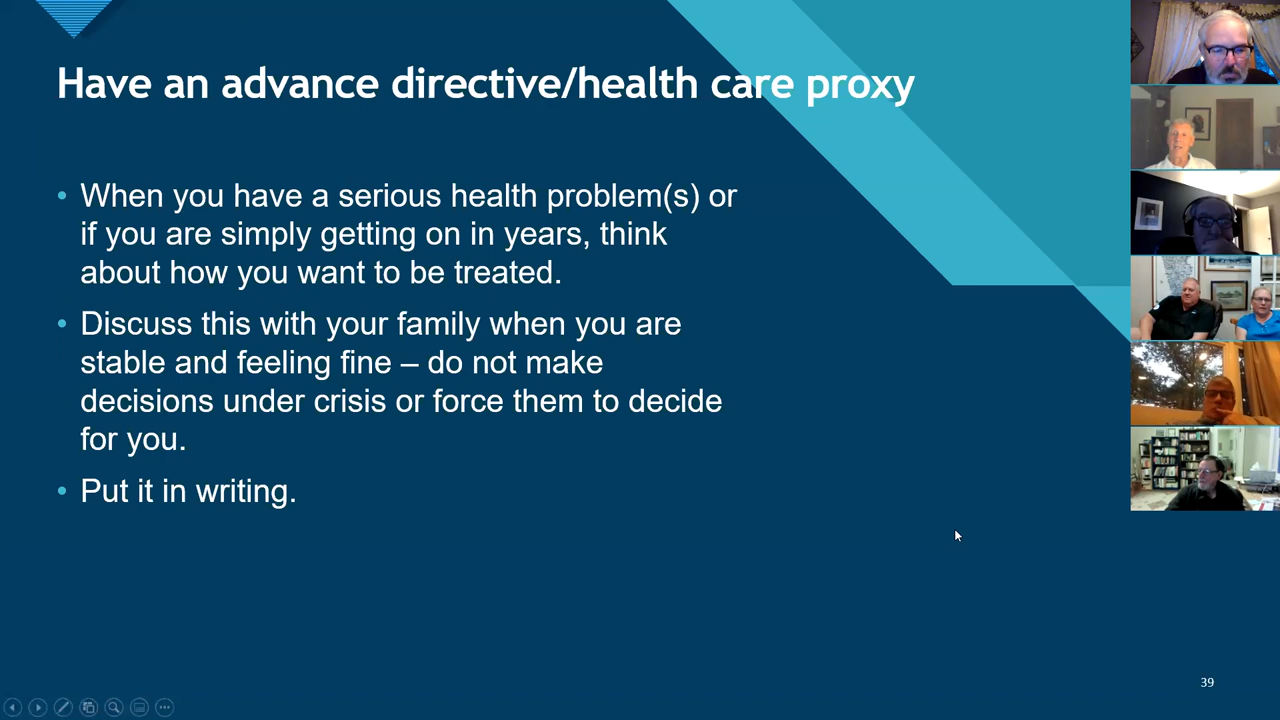 Have an advance directive/health care proxy
• When you have a serious health problem(s) or
if you are simply getting on in years, think
about how you want to be treated.
• Discuss this with your family when you are
stable and feeling fine – do not make
decisions under crisis or force them to decide
for you.
• Put it in writing.
39